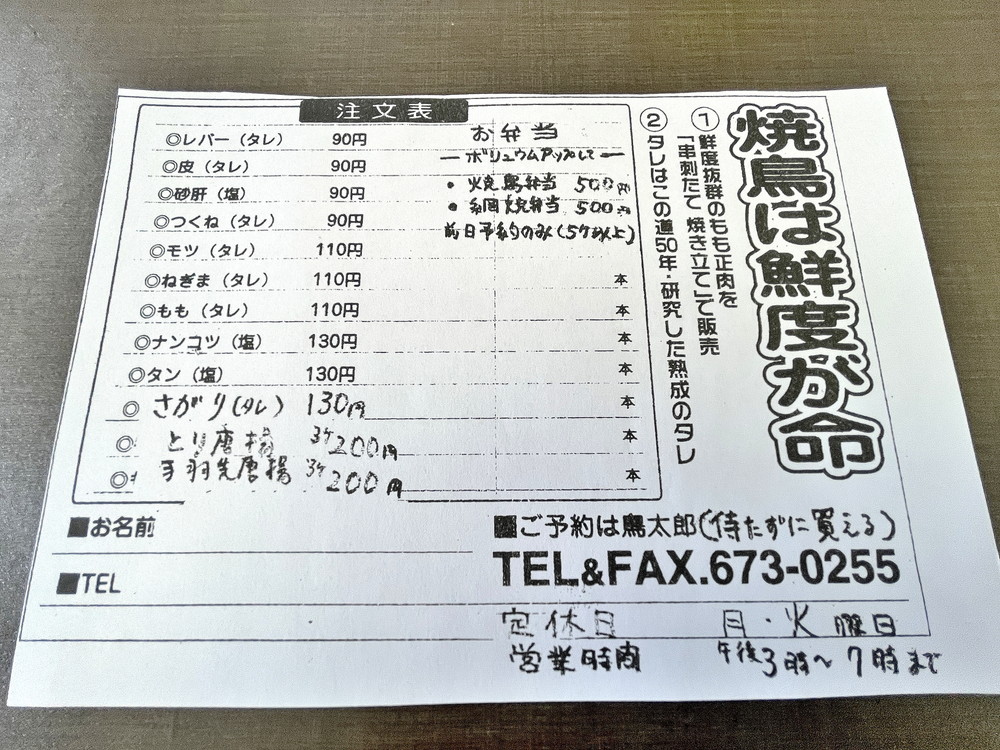 焼鳥は鮮度が命
①鮮度抜群のもも正肉を
「串刺たて 焼き立て」で販売
②タレはこの道50年・研究した熟成のタレ
注文表
◎レバー（タレ） 90円
◎皮（タレ） 90円
◎砂肝（塩） 90円
◎つくね（タレ） 90円
◎モツ（タレ） 110円
◎ねぎま（タレ） 110円 本
◎もも（タレ） 110円 本
◎ナンコツ（塩） 130円 本
◎タン（塩） 130円 本
◎さがり(タレ) 130円 本
◎とり唐揚 3ケ200円 本
◎手羽先唐揚 3ケ200円 本
お弁当
ーボリュウムアップしてー
・焼鳥弁当 500円
・網焼弁当 500円
前日予約のみ(5ケ以上)
■お名前
■TEL
■ご予約は鳥太郎(待たずに買える)
TEL&FAX.673-0255
定休日 月・火曜日
営業時間 午後3時〜7時まで